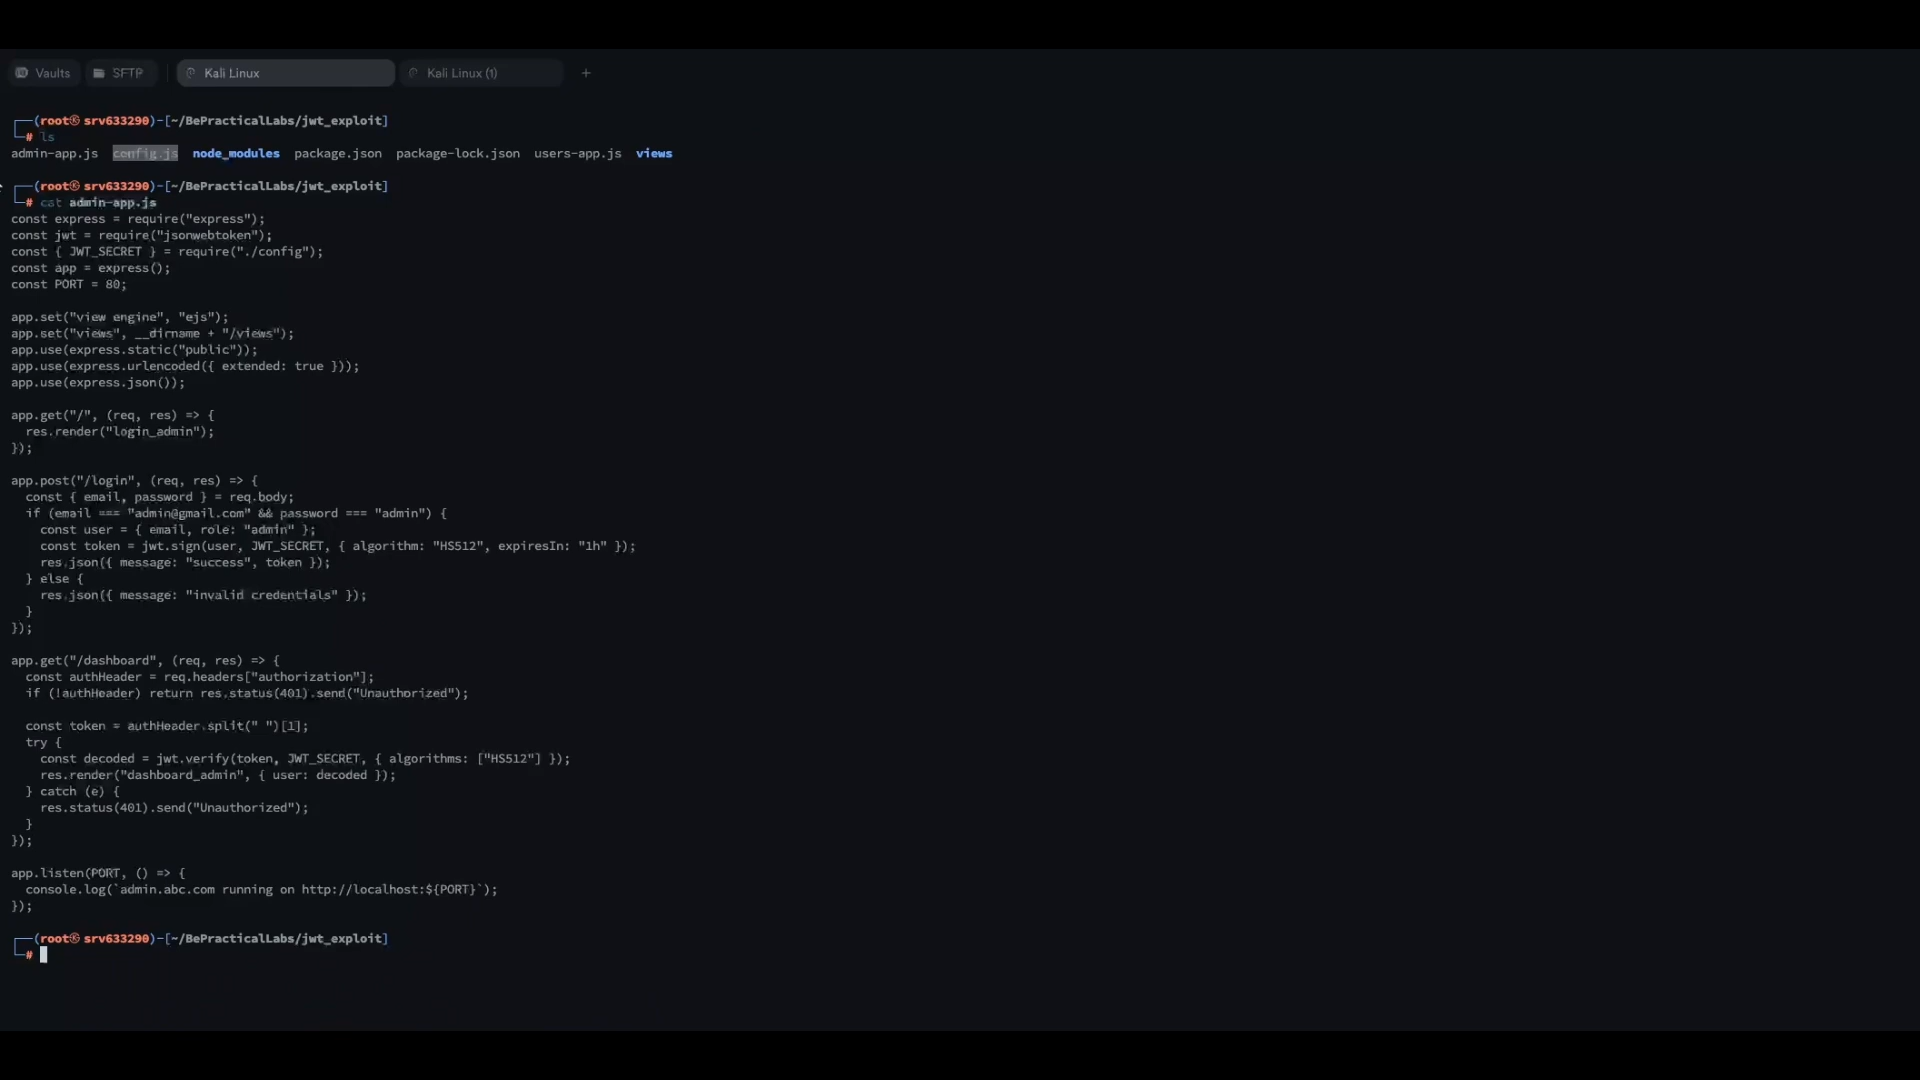 Vaults SFTP Kali Linux Kali Linux (1) +
(root㉿srv633290)-[~/BePracticalLabs/jwt_exploit]
# ls
admin-app.js config.js node_modules package.json package-lock.json users-app.js views
(root㉿srv633290)-[~/BePracticalLabs/jwt_exploit]
# cat admin-app.js
const express = require("express");
const jwt = require("jsonwebtoken");
const { JWT_SECRET } = require("./config");
const app = express();
const PORT = 80;
app.set("view engine", "ejs");
app.set("views", __dirname + "/views");
app.use(express.static("public"));
app.use(express.urlencoded({ extended: true }));
app.use(express.json());
app.get("/", (req, res) => {
res.render("login_admin");
});
app.post("/login", (req, res) => {
const { email, password } = req.body;
if (email === "admin@gmail.com" && password === "admin") {
const user = { email, role: "admin" };
const token = jwt.sign(user, JWT_SECRET, { algorithm: "HS512", expiresIn: "1h" });
res.json({ message: "success", token });
} else {
res.json({ message: "invalid credentials" });
}
});
app.get("/dashboard", (req, res) => {
const authHeader = req.headers["authorization"];
if (!authHeader) return res.status(401).send("Unauthorized");
const token = authHeader.split(" ")[1];
try {
const decoded = jwt.verify(token, JWT_SECRET, { algorithms: ["HS512"] });
res.render("dashboard_admin", { user: decoded });
} catch (e) {
res.status(401).send("Unauthorized");
}
});
app.listen(PORT, () => {
console.log(`admin.abc.com running on http://localhost:${PORT}`);
});
(root㉿srv633290)-[~/BePracticalLabs/jwt_exploit]
#